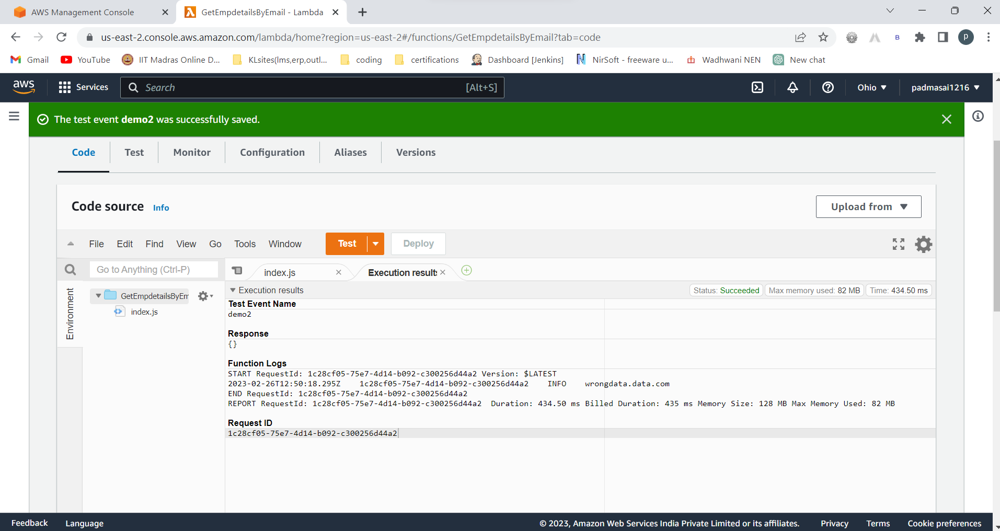 AWS Management Console
GetEmpdetailsByEmail - Lambda
us-east-2.console.aws.amazon.com/lambda/home?region=us-east-2#/functions/GetEmpdetailsByEmail?tab=code
B
p
Gmail
YouTube
IIT Madras Online D...
KLsites(lms,erp,outl...
coding
certifications
Dashboard [Jenkins]
NirSoft - freeware u...
Wadhwani NEN
New chat
aws
Services
Search
[Alt+S]
Ohio
padmasai1216
The test event demo2 was successfully saved.
Code
Test
Monitor
Configuration
Aliases
Versions
Code source Info
Upload from
File Edit Find View Go Tools Window
Test
Deploy
Go to Anything (Ctrl-P)
index.js
Execution results
Environment
GetEmpdetailsByEm
index.js
Execution results
Status: Succeeded
Max memory used: 82 MB
Time: 434.50 ms
Test Event Name
demo2
Response
{}
Function Logs
START RequestId: 1c28cf05-75e7-4d14-b092-c300256d44a2 Version: $LATEST
2023-02-26T12:50:18.295Z 1c28cf05-75e7-4d14-b092-c300256d44a2 INFO wrongdata.data.com
END RequestId: 1c28cf05-75e7-4d14-b092-c300256d44a2
REPORT RequestId: 1c28cf05-75e7-4d14-b092-c300256d44a2 Duration: 434.50 ms Billed Duration: 435 ms Memory Size: 128 MB Max Memory Used: 82 MB
Request ID
1c28cf05-75e7-4d14-b092-c300256d44a2
Feedback
Language
© 2023, Amazon Web Services India Private Limited or its affiliates.
Privacy
Terms
Cookie preferences